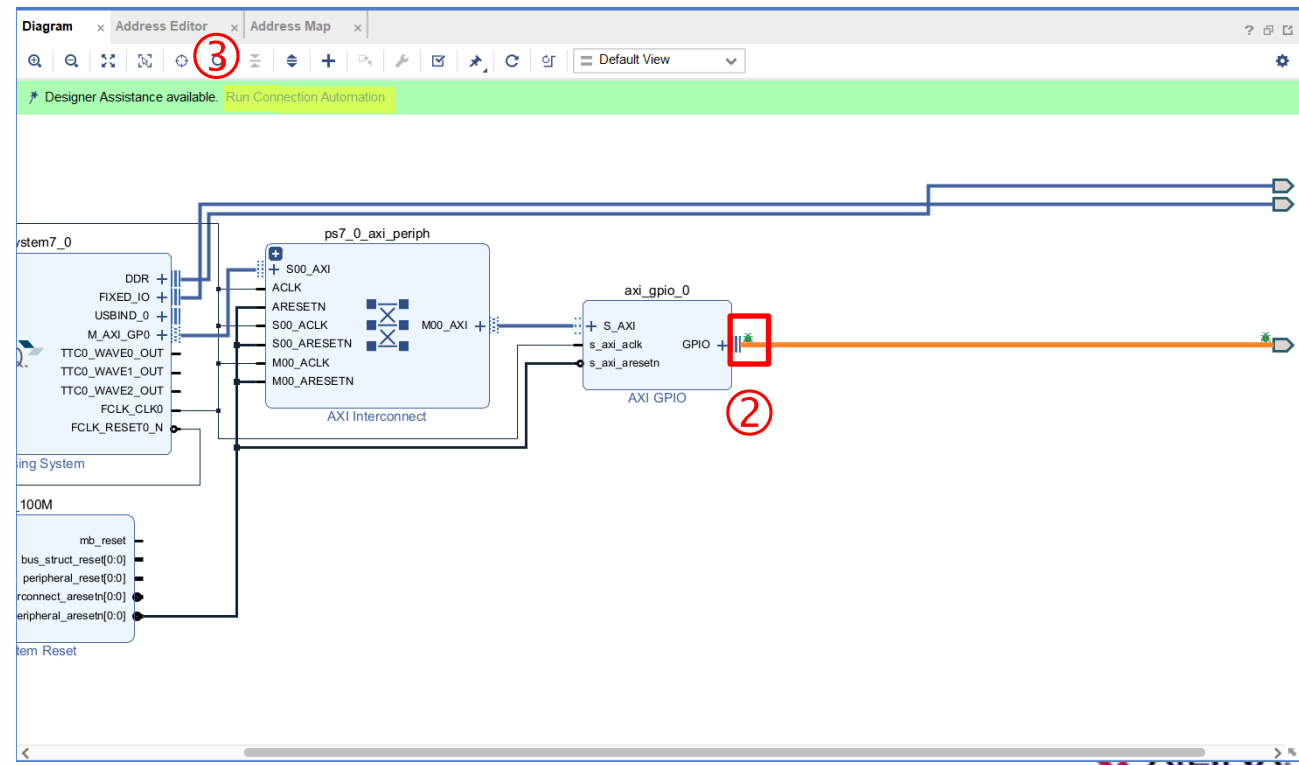 Diagram × Address Editor × Address Map ×
?
③
Default View
Designer Assistance available. Run Connection Automation
ystem7_0
DDR
FIXED_IO
USBIND_0
M_AXI_GP0
TTC0_WAVE0_OUT
TTC0_WAVE1_OUT
TTC0_WAVE2_OUT
FCLK_CLK0
FCLK_RESET0_N
sing System
ps7_0_axi_periph
S00_AXI
ACLK
ARESETN
S00_ACLK
S00_ARESETN
M00_ACLK
M00_ARESETN
M00_AXI
AXI Interconnect
axi_gpio_0
S_AXI
s_axi_aclk
s_axi_aresetn
GPIO
AXI GPIO
②
_100M
mb_reset
bus_struct_reset[0:0]
peripheral_reset[0:0]
rconnect_aresetn[0:0]
eripheral_aresetn[0:0]
tem Reset